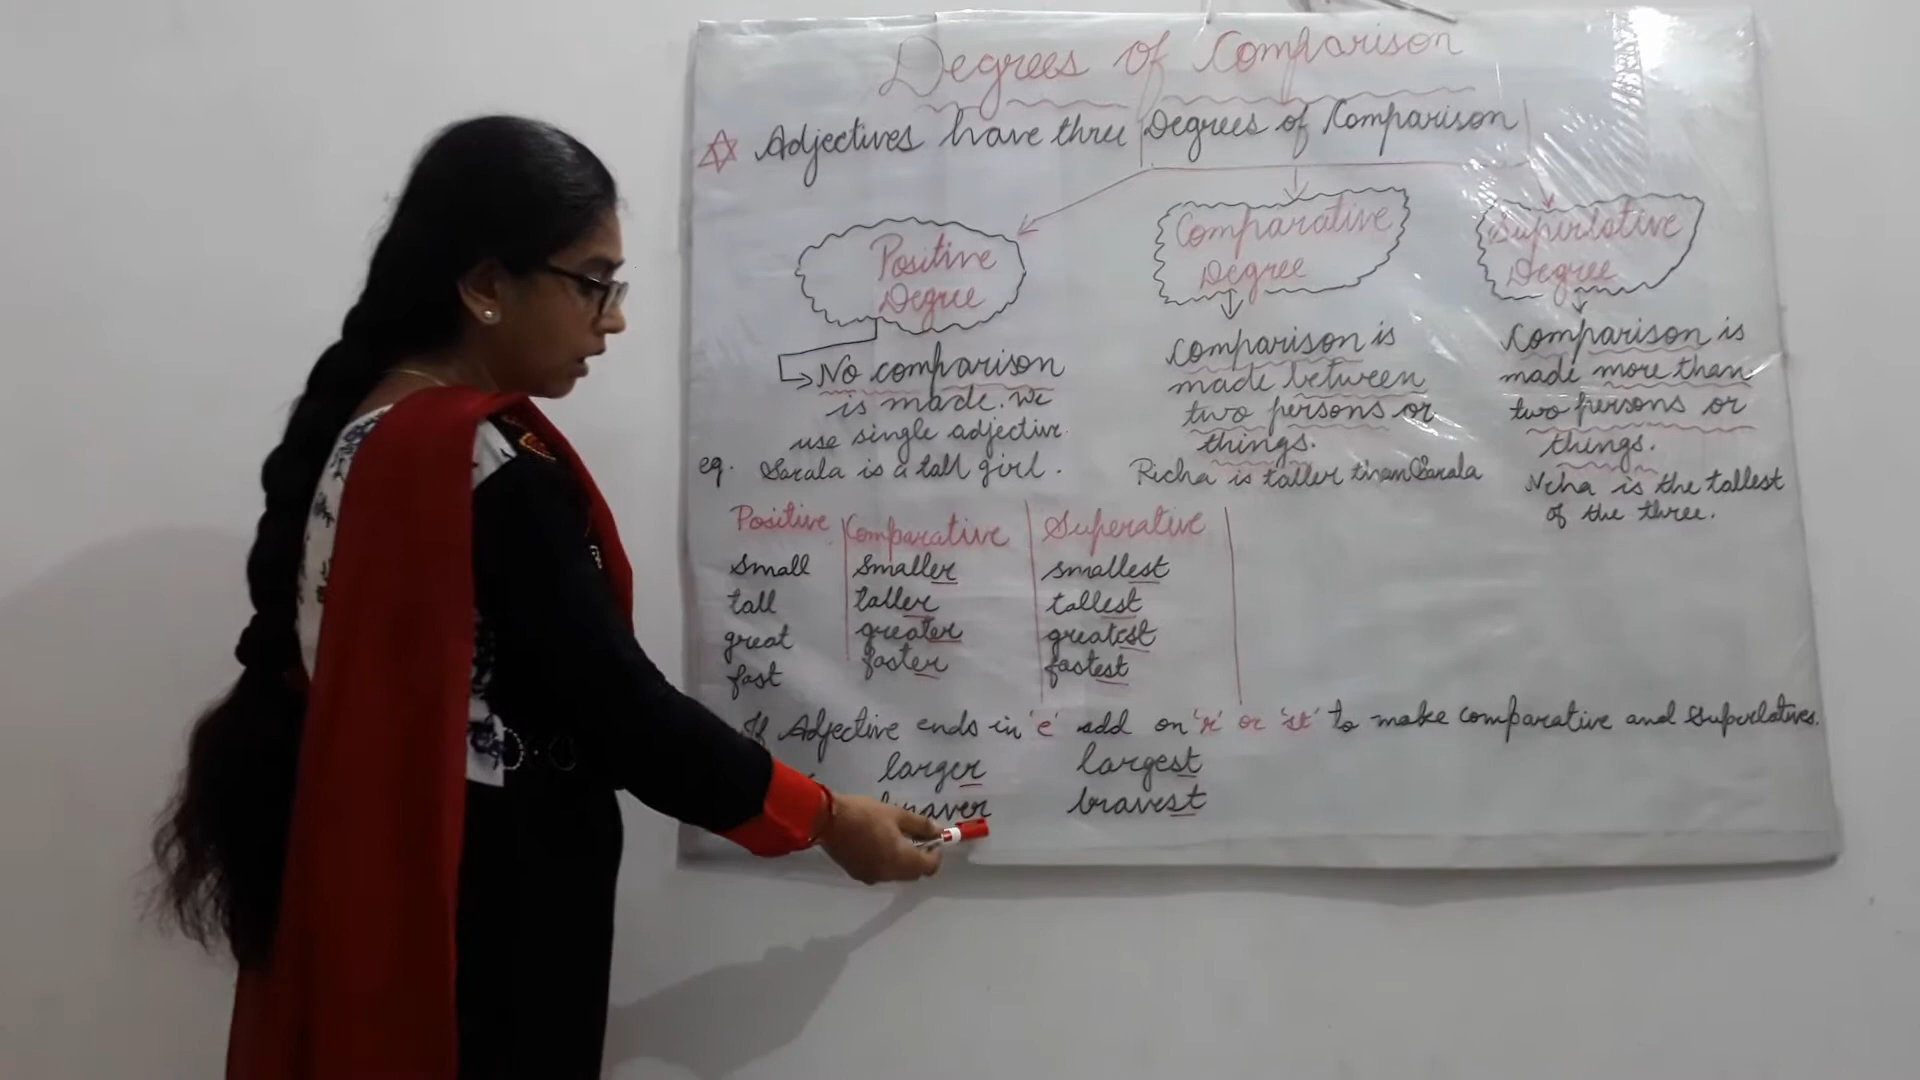 Degrees of Comparison
Adjectives have three Degrees of Comparison
Positive
Degree
No comparison
is made. We
use single adjective.
eg. Sarala is a tall girl.
Comparative
Degree
Comparison is
made between
two persons or
things.
Richa is taller than Sarala
Superlative
Degree
Comparison is
made more than
two persons or
things.
Neha is the tallest
of the three.
Positive Comparative Superative
small smaller smallest
tall taller tallest
great greater greatest
fast faster fastest
If Adjective ends in 'e' add on 'r' or 'st' to make comparative and superlatives.
larger largest
braver bravest